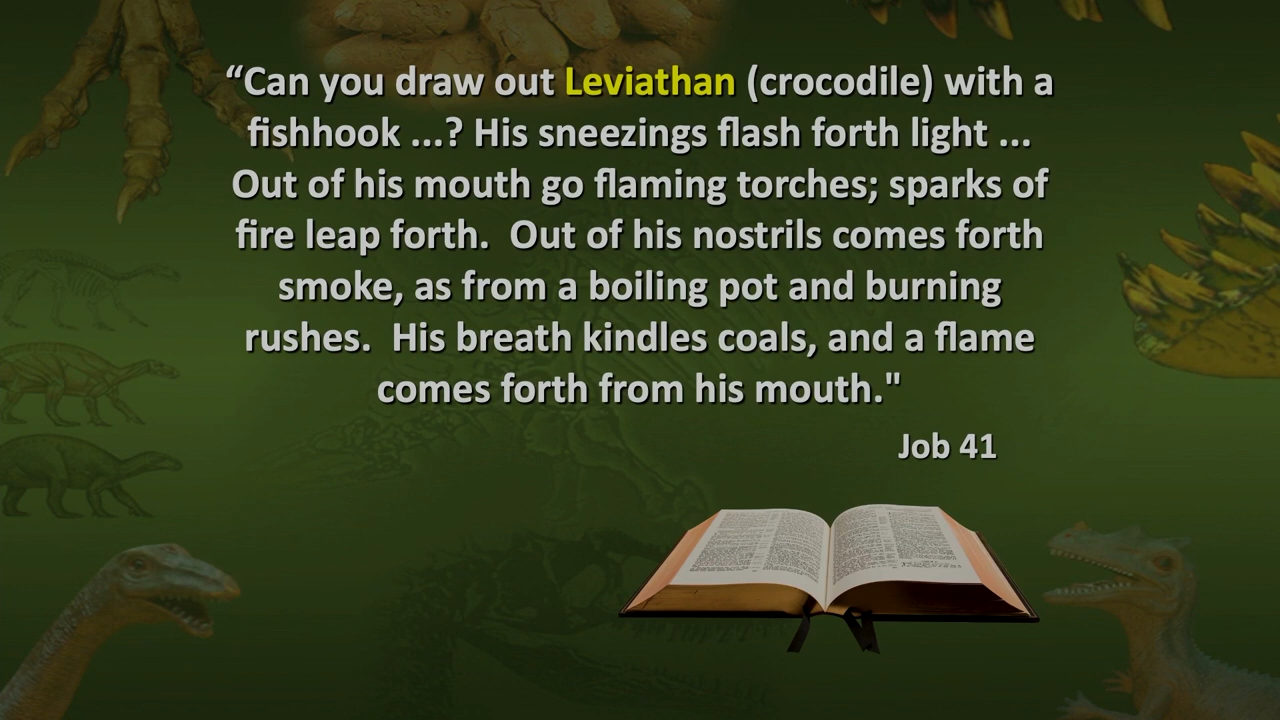 “Can you draw out Leviathan (crocodile) with a
fishhook ...? His sneezings flash forth light ...
Out of his mouth go flaming torches; sparks of
fire leap forth.  Out of his nostrils comes forth
smoke, as from a boiling pot and burning
rushes.  His breath kindles coals, and a flame
comes forth from his mouth."
Job 41